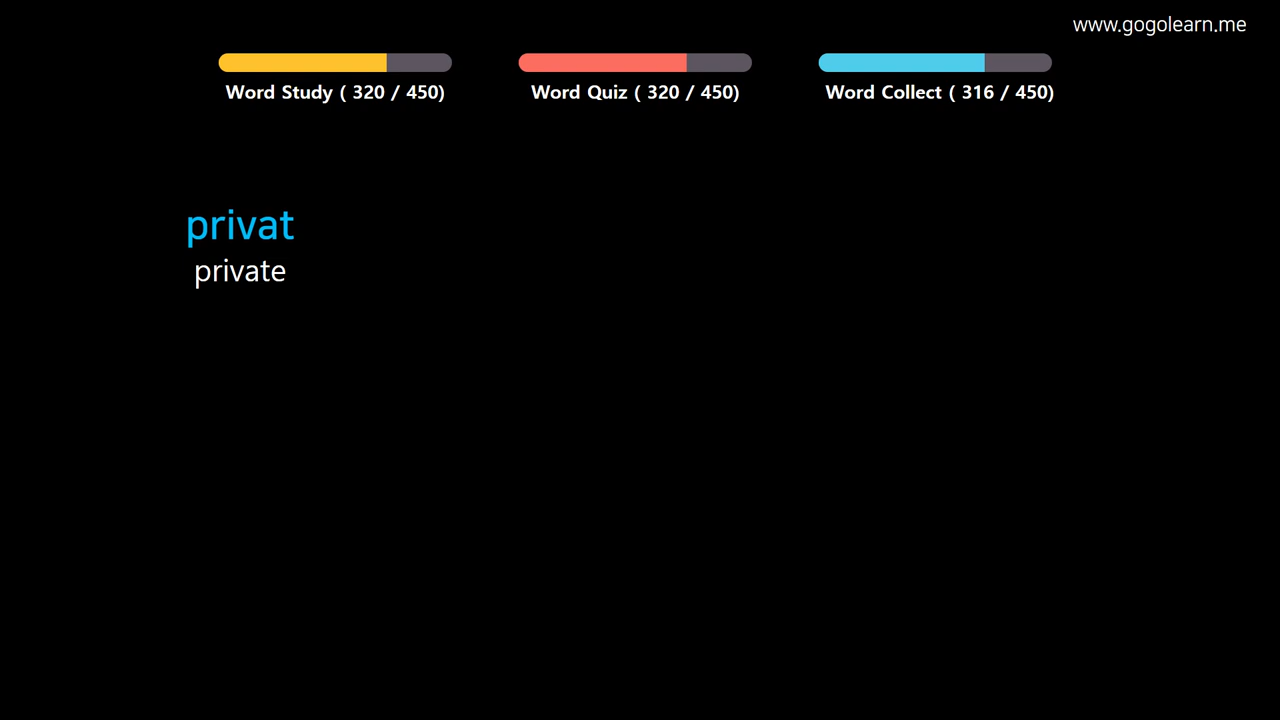 www.gogolearn.me
Word Study ( 320 / 450)
Word Quiz ( 320 / 450)
Word Collect ( 316 / 450)
privat
private